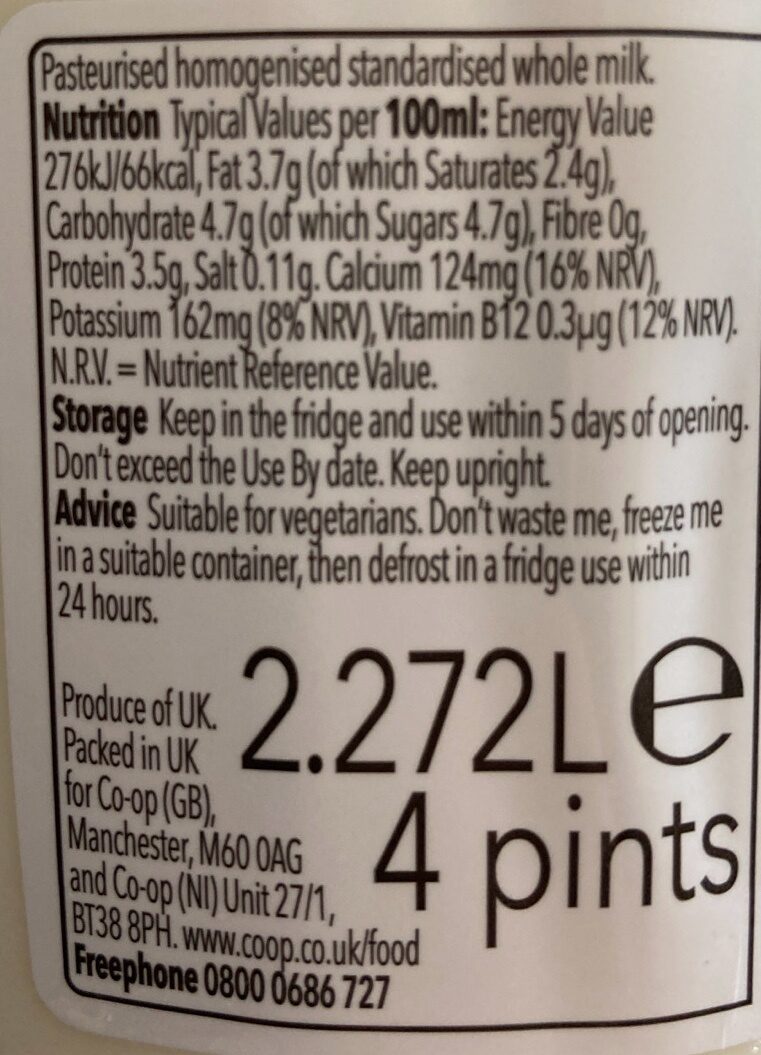 Pasteurised homogenised standardised whole milk.
Nutrition Typical Values per 100ml: Energy Value
276kJ/66kcal, Fat 3.7g (of which Saturates 2.4g),
Carbohydrate 4.7g (of which Sugars 4.7g), Fibre 0g,
Protein 3.5g, Salt 0.11g. Calcium 124mg (16% NRV),
Potassium 162mg (8% NRV), Vitamin B12 0.3µg (12% NRV).
N.R.V. = Nutrient Reference Value.
Storage Keep in the fridge and use within 5 days of opening.
Don't exceed the Use By date. Keep upright.
Advice Suitable for vegetarians. Don't waste me, freeze me
in a suitable container, then defrost in a fridge use within
24 hours.
Produce of UK.
Packed in UK
for Co-op (GB),
Manchester, M60 0AG
and Co-op (NI) Unit 27/1,
BT38 8PH. www.coop.co.uk/food
Freephone 0800 0686 727
2.272L e
4 pints